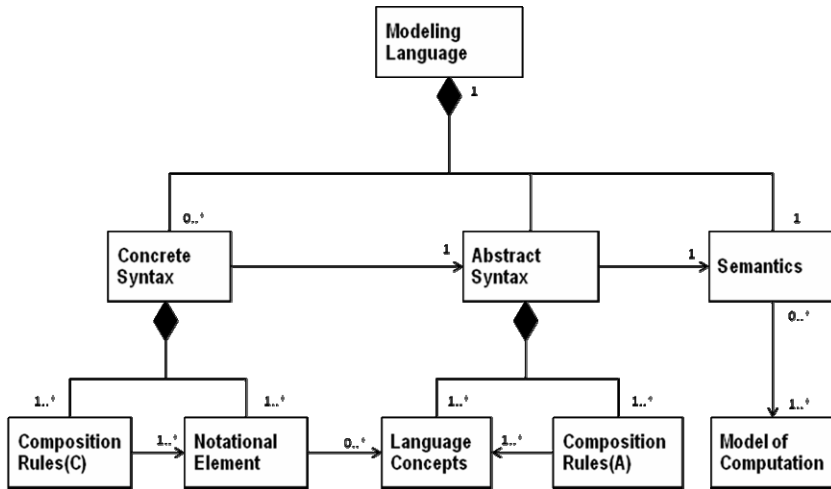 Modeling
Language
1
0..*
1
Concrete
Syntax
1
Abstract
Syntax
1
Semantics
0..*
1..*
1..*
1..*
1..*
1..*
Composition
Rules(C)
1..*
Notational
Element
0..*
Language
Concepts
1..*
Composition
Rules(A)
Model of
Computation